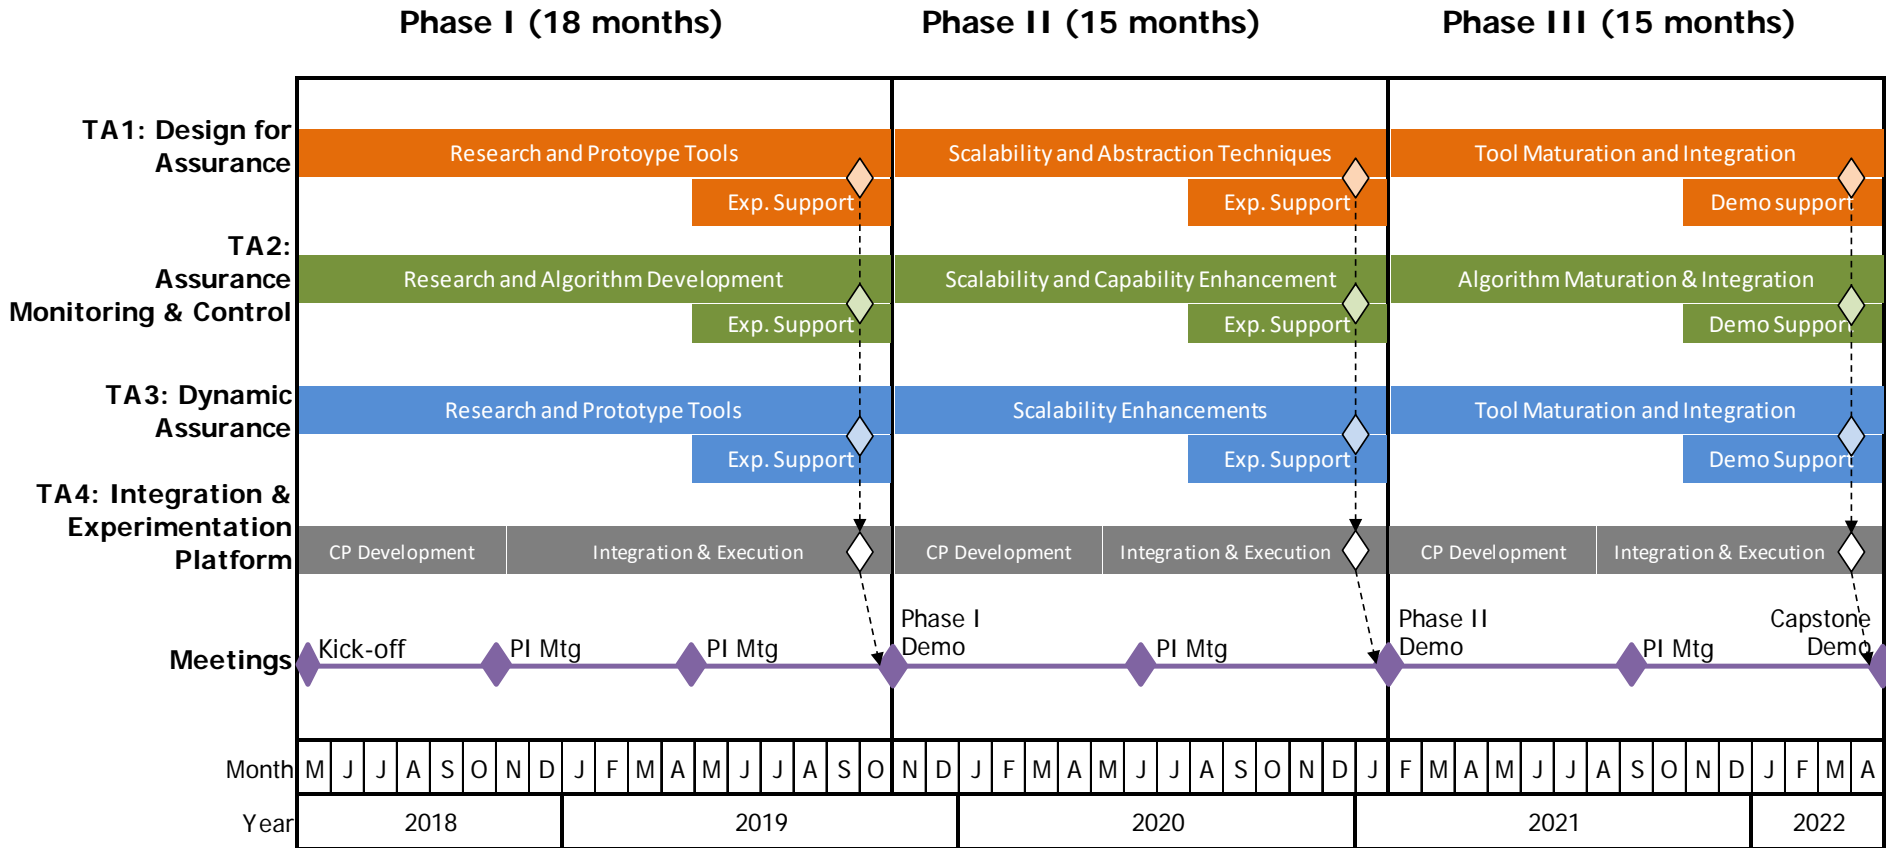 Phase I (18 months) Phase II (15 months) Phase III (15 months)
TA1: Design for
Assurance
Research and Protoype Tools Scalability and Abstraction Techniques Tool Maturation and Integration
Exp. Support Exp. Support Demo support
TA2:
Assurance
Monitoring & Control
Research and Algorithm Development Scalability and Capability Enhancement Algorithm Maturation & Integration
Exp. Support Exp. Support Demo Support
TA3: Dynamic
Assurance
Research and Prototype Tools Scalability Enhancements Tool Maturation and Integration
Exp. Support Exp. Support Demo Support
TA4: Integration &
Experimentation
Platform
CP Development Integration & Execution CP Development Integration & Execution CP Development Integration & Execution
Meetings
Kick-off PI Mtg PI Mtg
Phase I
Demo
PI Mtg
Phase II
Demo
PI Mtg
Capstone
Demo
Month M J J A S O N D J F M A M J J A S O N D J F M A M J J A S O N D J F M A M J J A S O N D J F M A
Year 2018 2019 2020 2021 2022